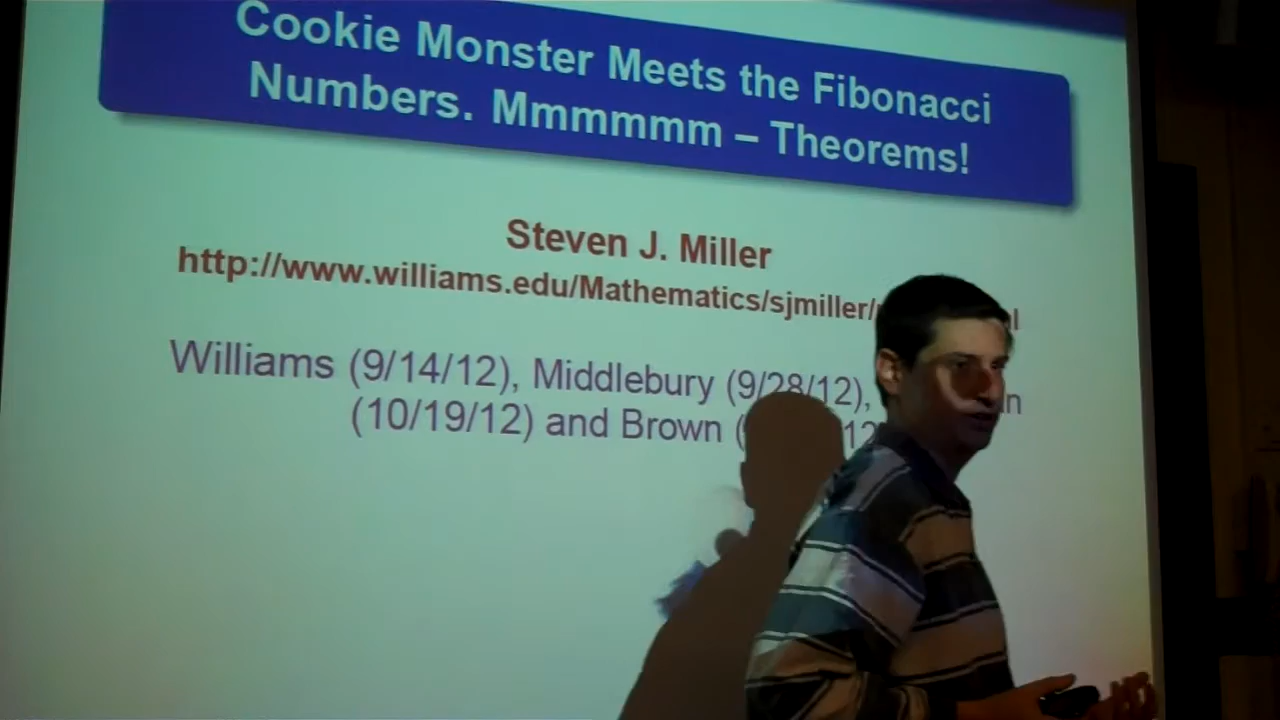 Cookie Monster Meets the Fibonacci
Numbers. Mmmmmm – Theorems!
Steven J. Miller
http://www.williams.edu/Mathematics/sjmiller/
Williams (9/14/12), Middlebury (9/28/12),
(10/19/12) and Brown